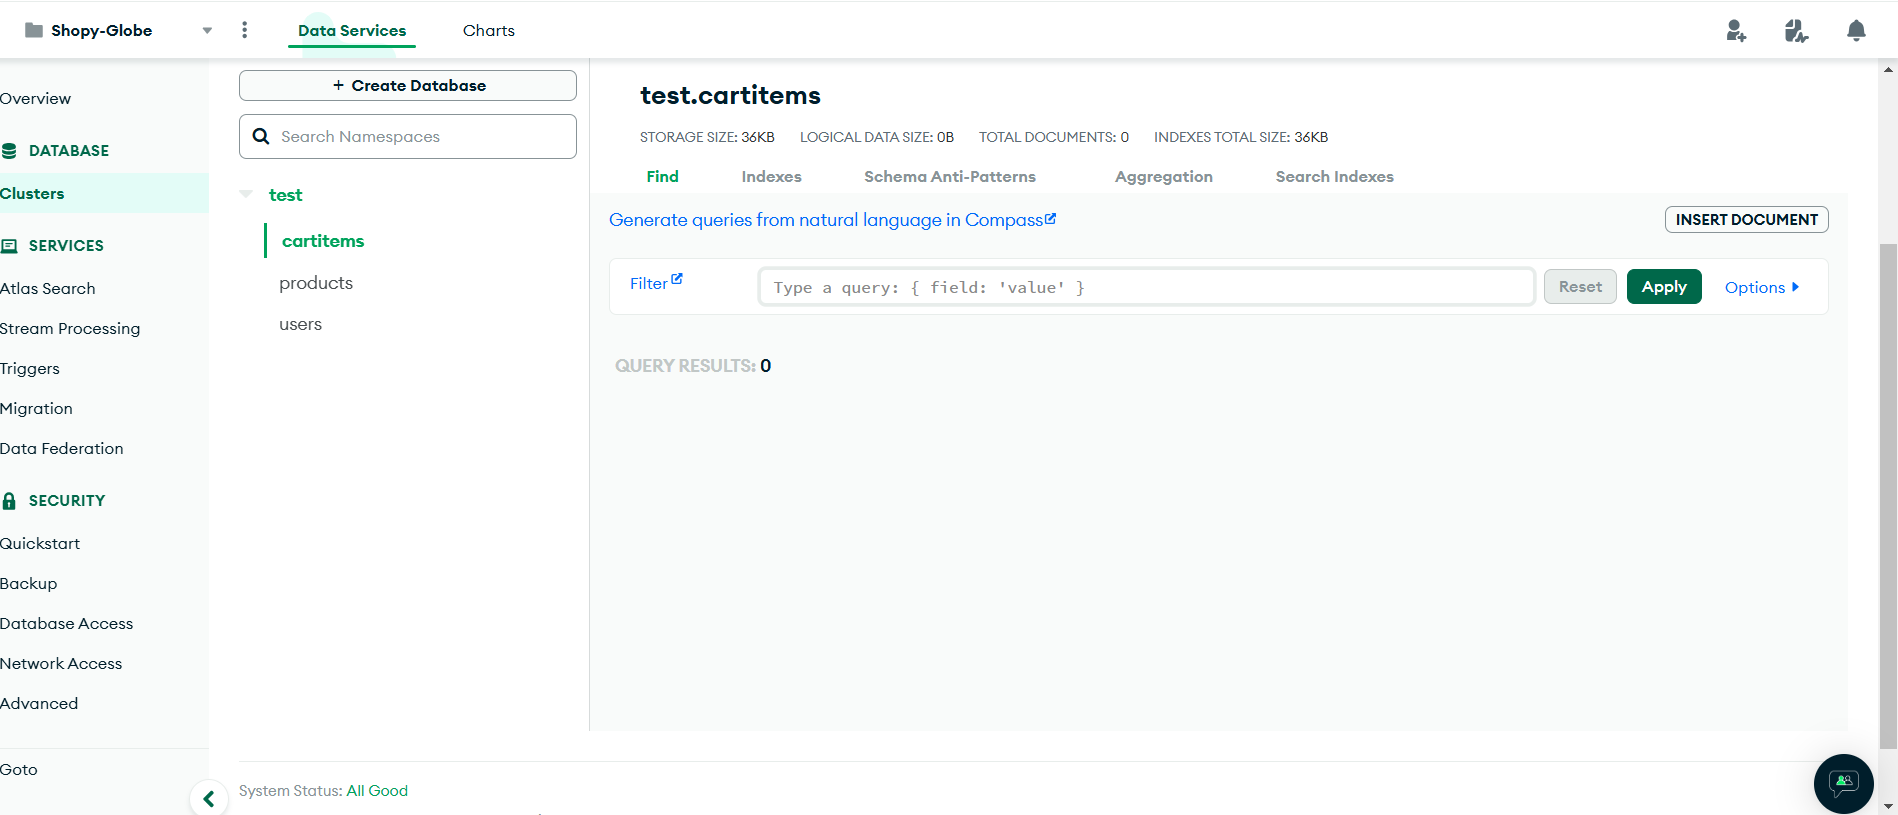 Shopy-Globe
Data Services
Charts
Overview
DATABASE
Clusters
SERVICES
Atlas Search
Stream Processing
Triggers
Migration
Data Federation
SECURITY
Quickstart
Backup
Database Access
Network Access
Advanced
Goto
+ Create Database
Search Namespaces
test
cartitems
products
users
test.cartitems
STORAGE SIZE: 36KB LOGICAL DATA SIZE: 0B TOTAL DOCUMENTS: 0 INDEXES TOTAL SIZE: 36KB
Find Indexes Schema Anti-Patterns Aggregation Search Indexes
Generate queries from natural language in Compass
INSERT DOCUMENT
Filter
Type a query: { field: 'value' }
Reset
Apply
Options
QUERY RESULTS: 0
System Status: All Good